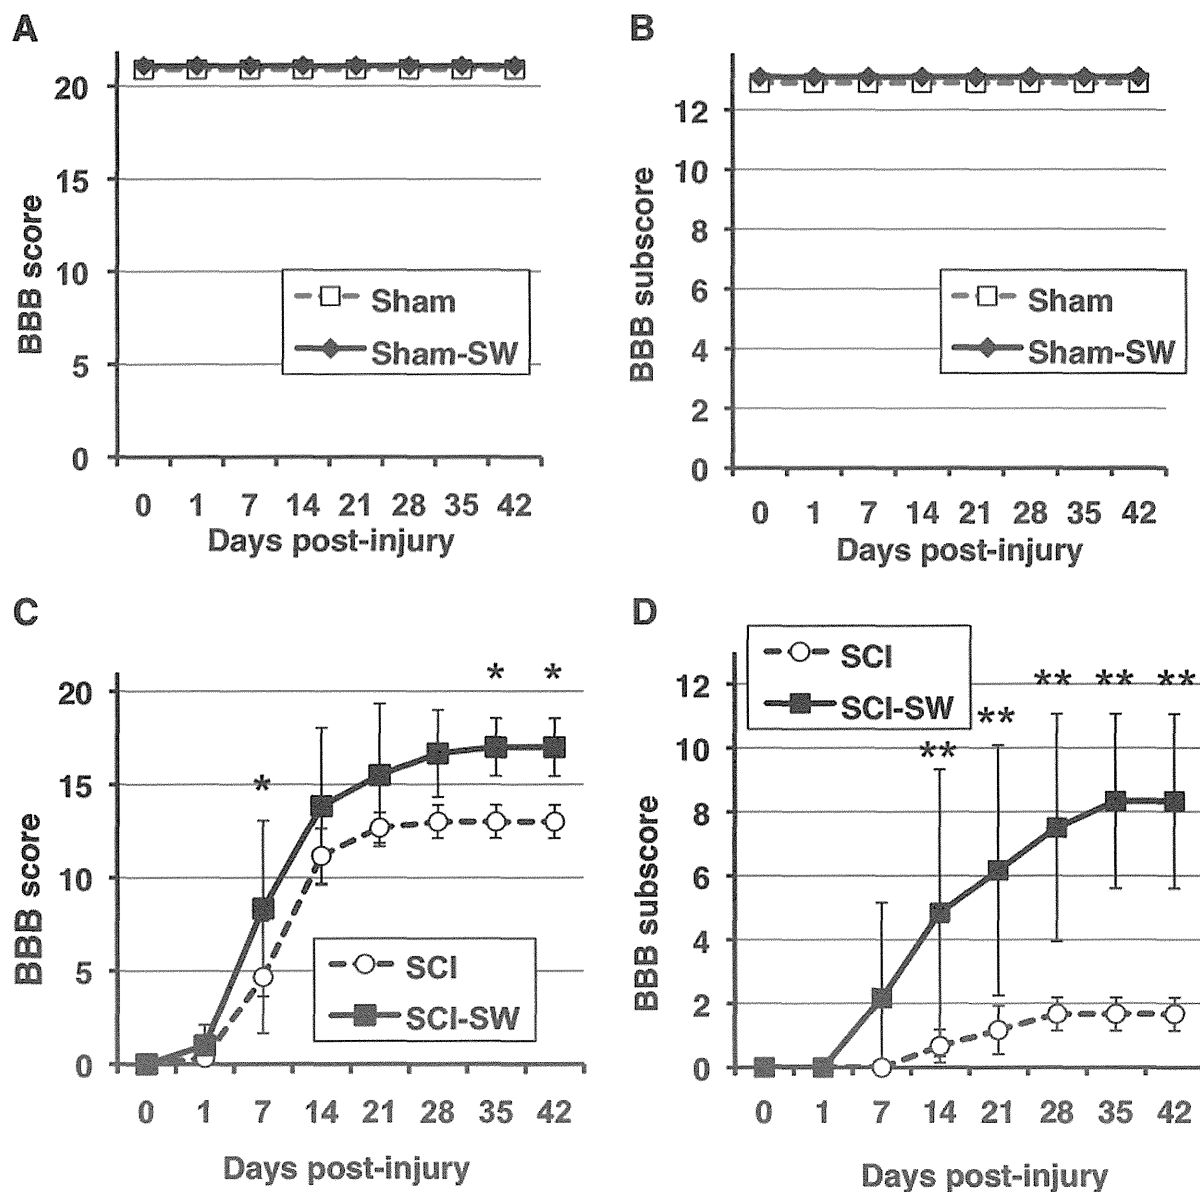 A
BBB score
20
15
10
5
0
Sham
Sham-SW
0 1 7 14 21 28 35 42
Days post-injury
B
BBB subscore
12
10
8
6
4
2
0
Sham
Sham-SW
0 1 7 14 21 28 35 42
Days post-injury
C
BBB score
20
15
10
5
0
* * *
SCI
SCI-SW
0 1 7 14 21 28 35 42
Days post-injury
D
BBB subscore
SCI
SCI-SW
12
10
8
6
4
2
0
** ** ** ** **
0 1 7 14 21 28 35 42
Days post-injury